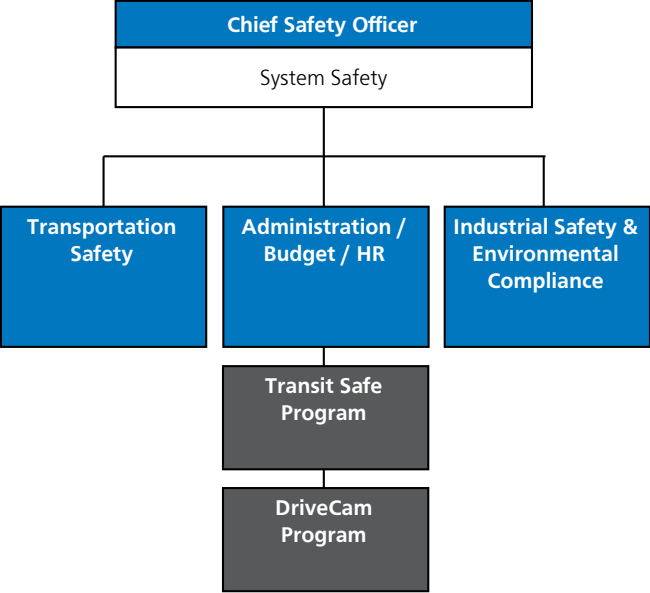 Chief Safety Officer
System Safety
Transportation
Safety
Administration /
Budget / HR
Industrial Safety &
Environmental
Compliance
Transit Safe
Program
DriveCam
Program